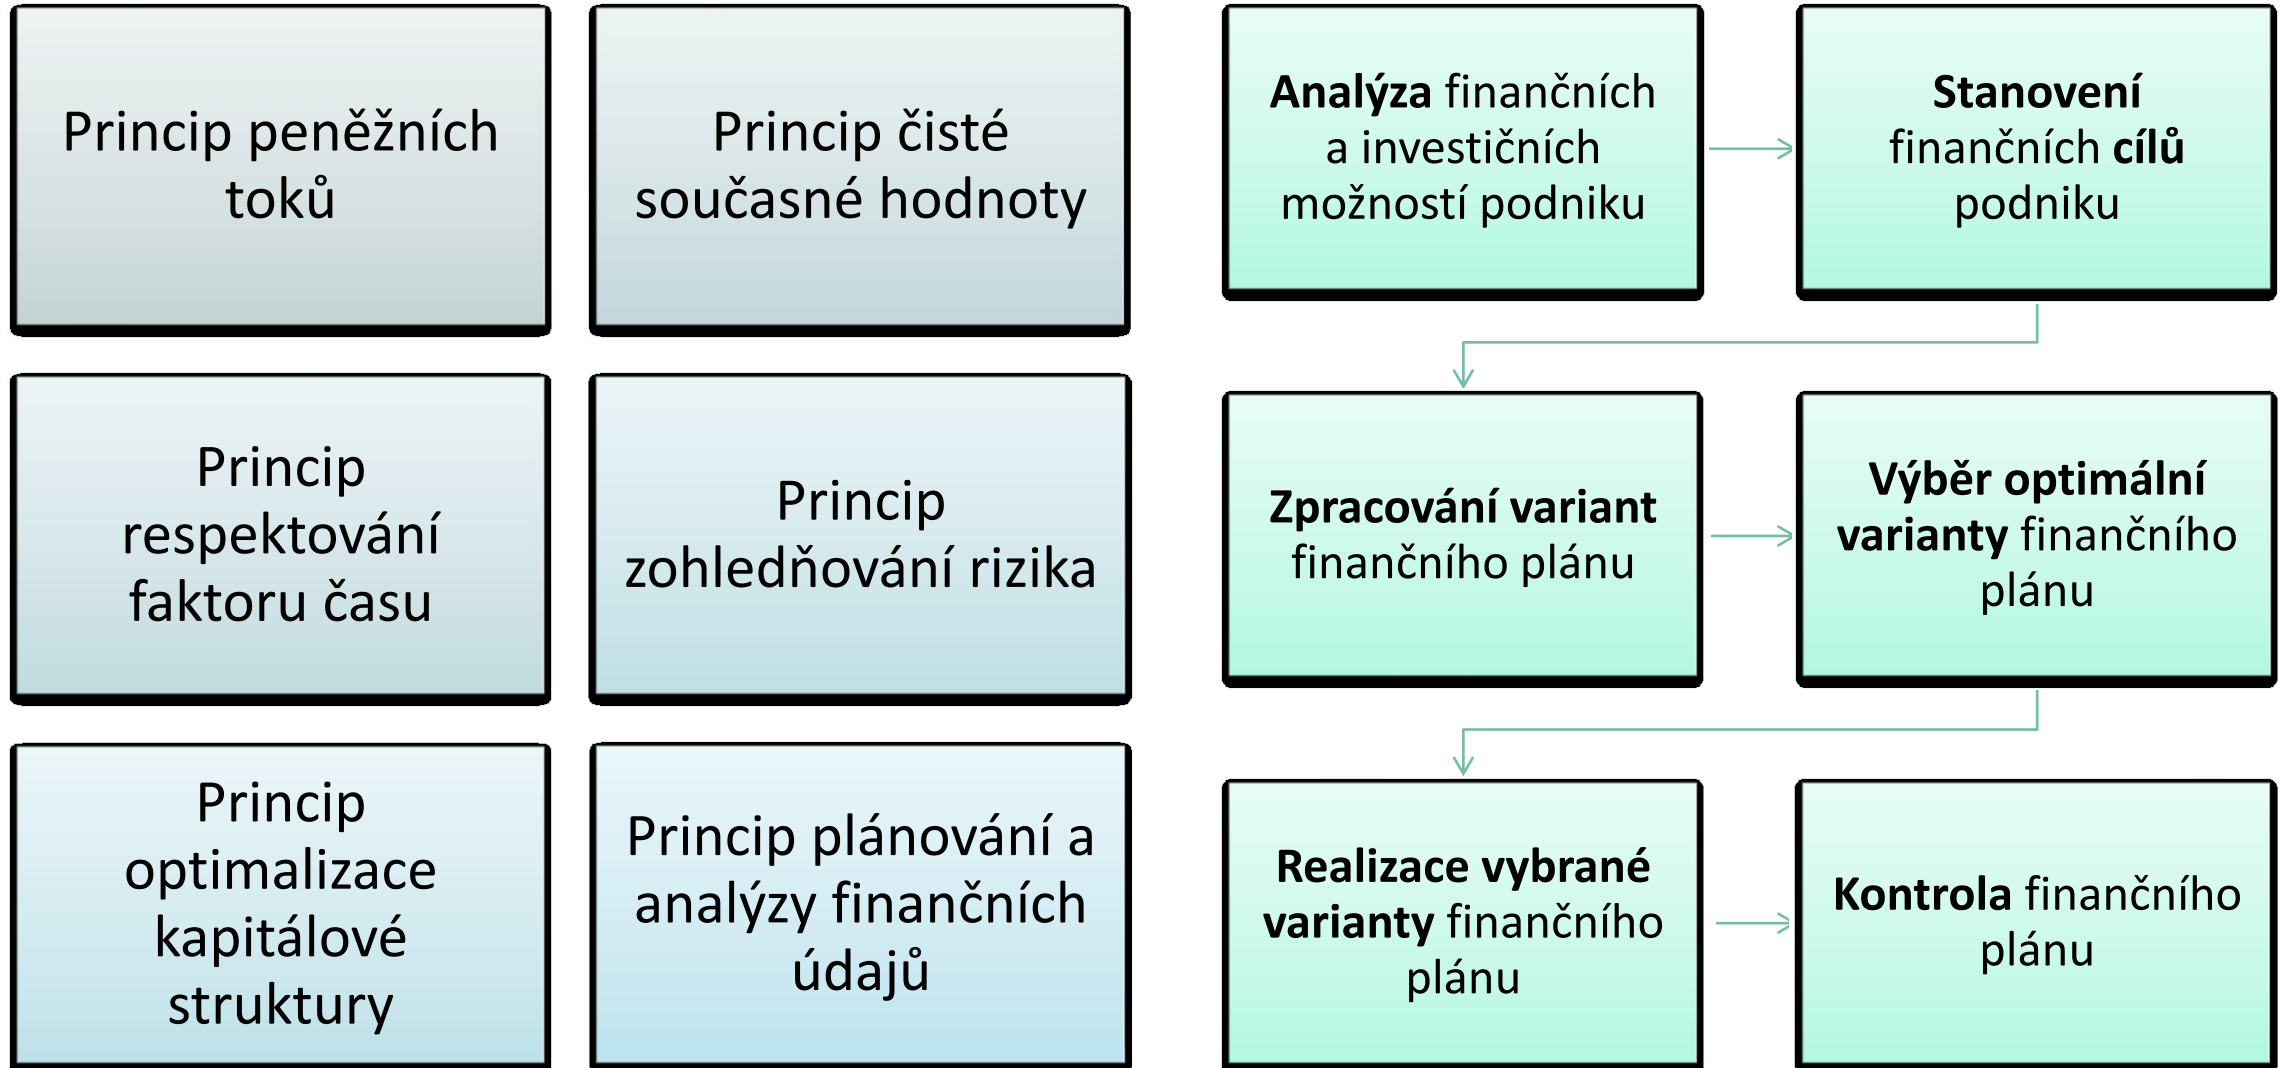 Princip peněžních
toků
Princip čisté
současné hodnoty
Princip
respektování
faktoru času
Princip
zohledňování rizika
Princip
optimalizace
kapitálové
struktury
Princip plánování a
analýzy finančních
údajů
Analýza finančních
a investičních
možností podniku
Stanovení
finančních cílů
podniku
Zpracování variant
finančního plánu
Výběr optimální
varianty finančního
plánu
Realizace vybrané
varianty finančního
plánu
Kontrola finančního
plánu